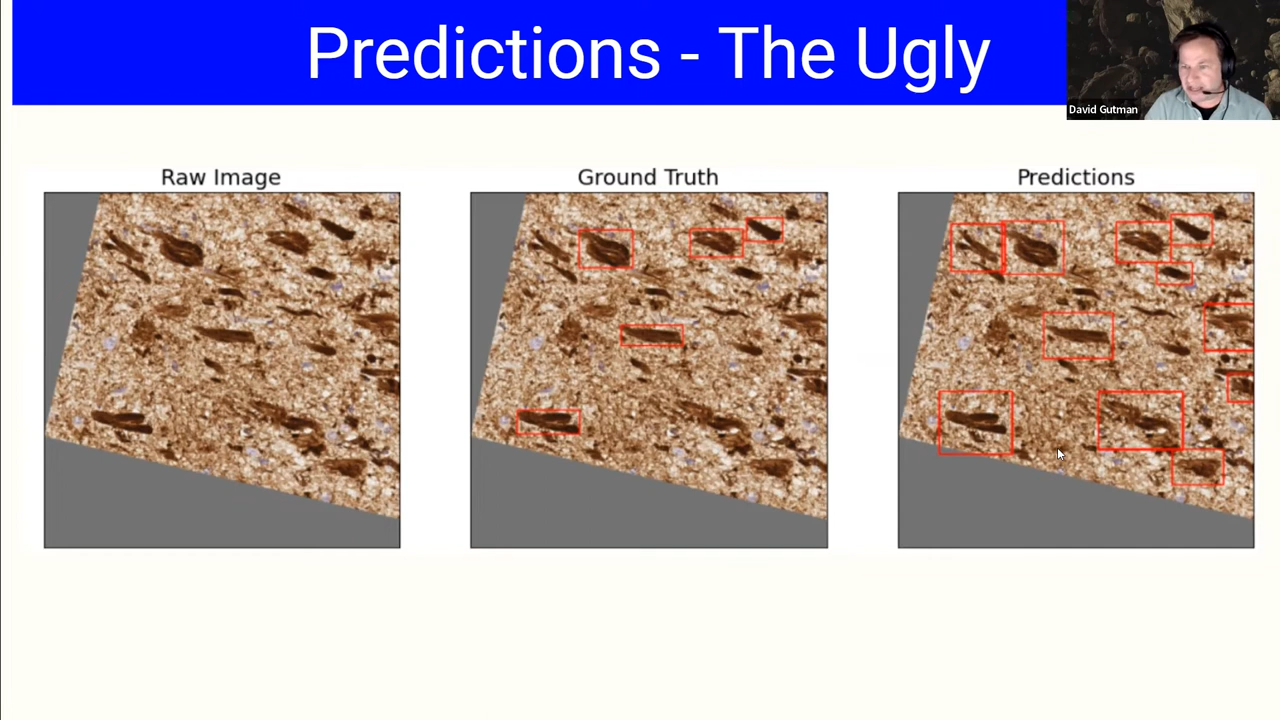 Predictions - The Ugly
David Gutman
Raw Image
Ground Truth
Predictions